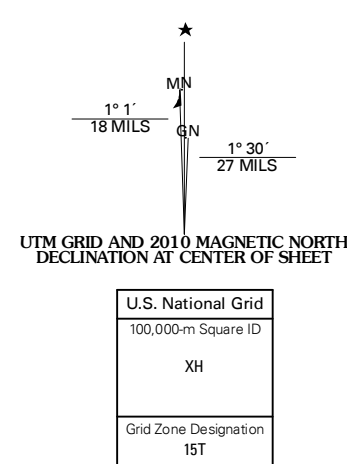 ★
MN
1° 1´
18 MILS
GN
1° 30´
27 MILS
UTM GRID AND 2010 MAGNETIC NORTH
DECLINATION AT CENTER OF SHEET
U.S. National Grid
100,000-m Square ID
XH
Grid Zone Designation
15T